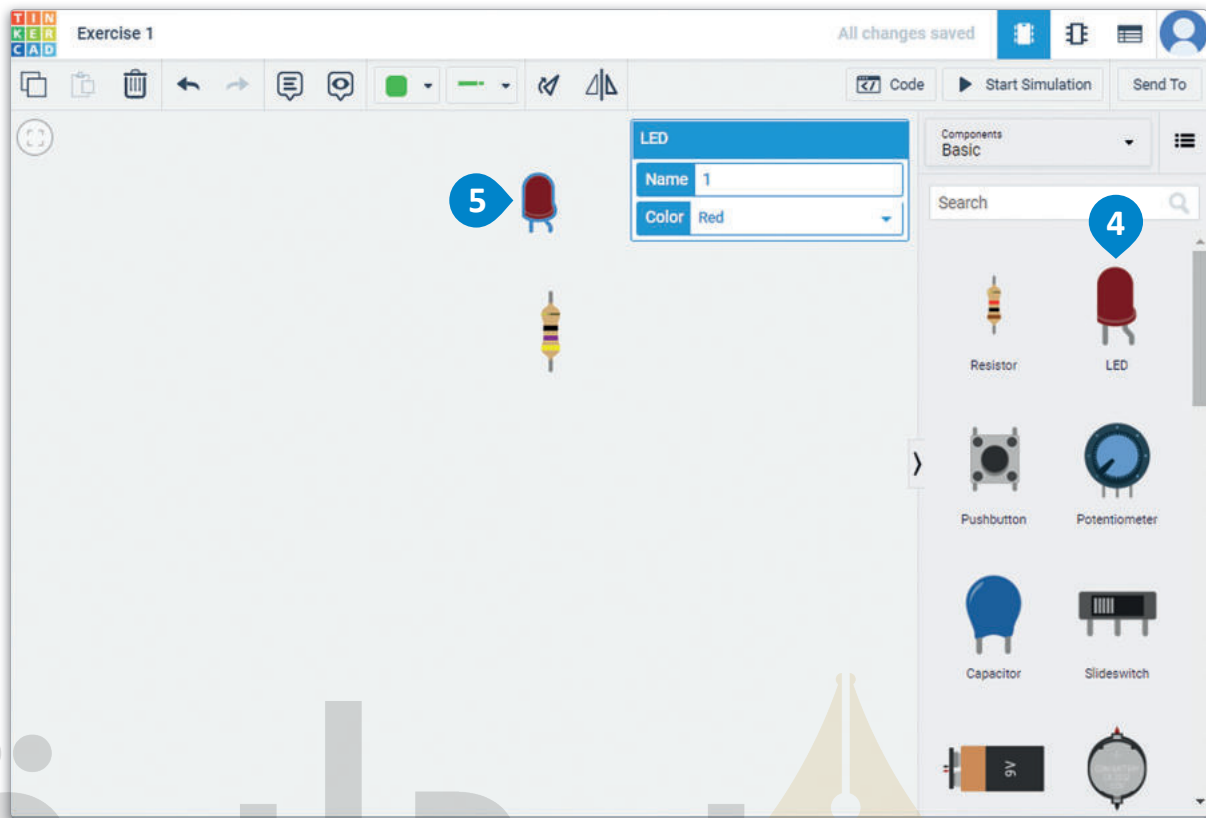 TIN
KER
CAD
Exercise 1
All changes saved
Code
Start Simulation
Send To
LED
Name 1
Color Red
Components
Basic
Search
5
4
Resistor
LED
Pushbutton
Potentiometer
Capacitor
Slideswitch
9V